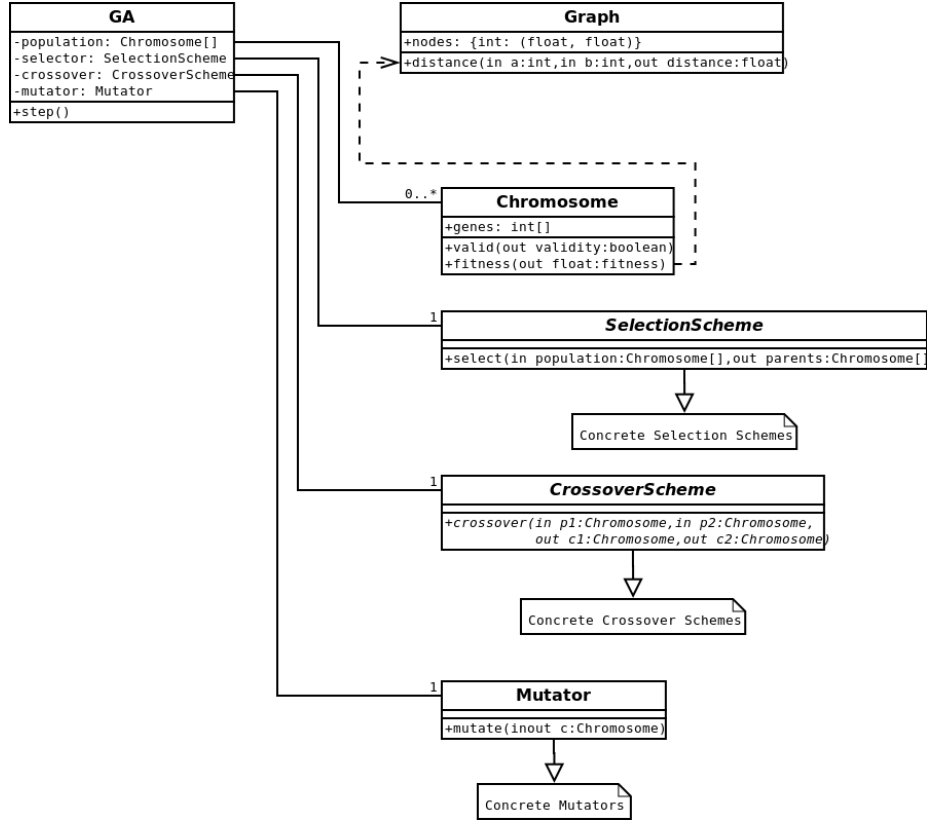 GA
-population: Chromosome[]
-selector: SelectionScheme
-crossover: CrossoverScheme
-mutator: Mutator
+step()
Graph
+nodes: {int: (float, float)}
+distance(in a:int,in b:int,out distance:float)
0..*
Chromosome
+genes: int[]
+valid(out validity:boolean)
+fitness(out float:fitness)
1
SelectionScheme
+select(in population:Chromosome[],out parents:Chromosome[]
Concrete Selection Schemes
1
CrossoverScheme
+crossover(in p1:Chromosome,in p2:Chromosome,
out c1:Chromosome,out c2:Chromosome)
Concrete Crossover Schemes
1
Mutator
+mutate(inout c:Chromosome)
Concrete Mutators